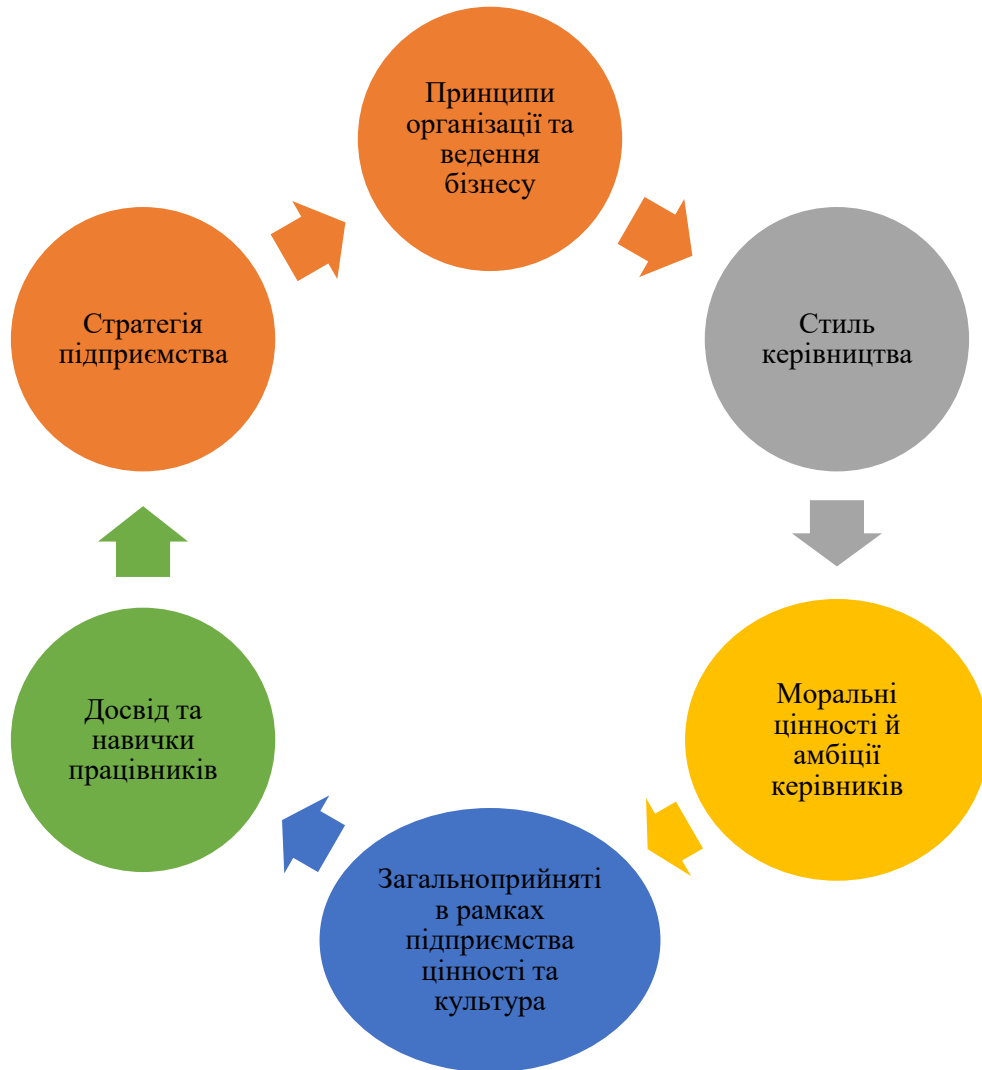 Принципи
організації та
ведення
бізнесу
Стиль
керівництва
Моральні
цінності й
амбіції
керівників
Загальноприйняті
в рамках
підприємства
цінності та
культура
Досвід та
навички
працівників
Стратегія
підприємства